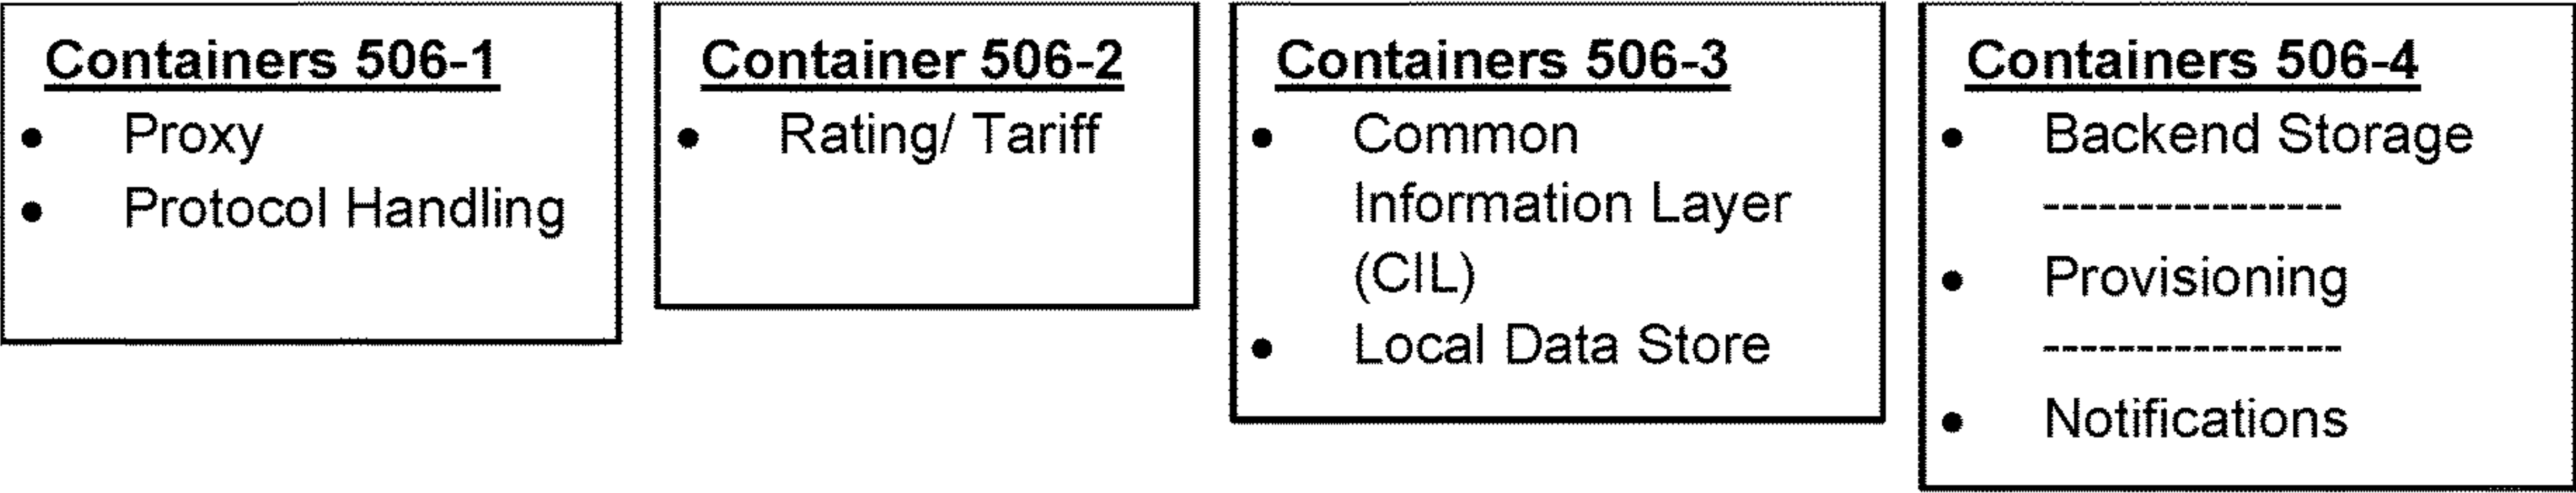 Containers 506-1
• Proxy
• Protocol Handling
Container 506-2
• Rating/ Tariff
Containers 506-3
• Common
Information Layer
(CIL)
• Local Data Store
Containers 506-4
• Backend Storage
----------------
• Provisioning
----------------
• Notifications